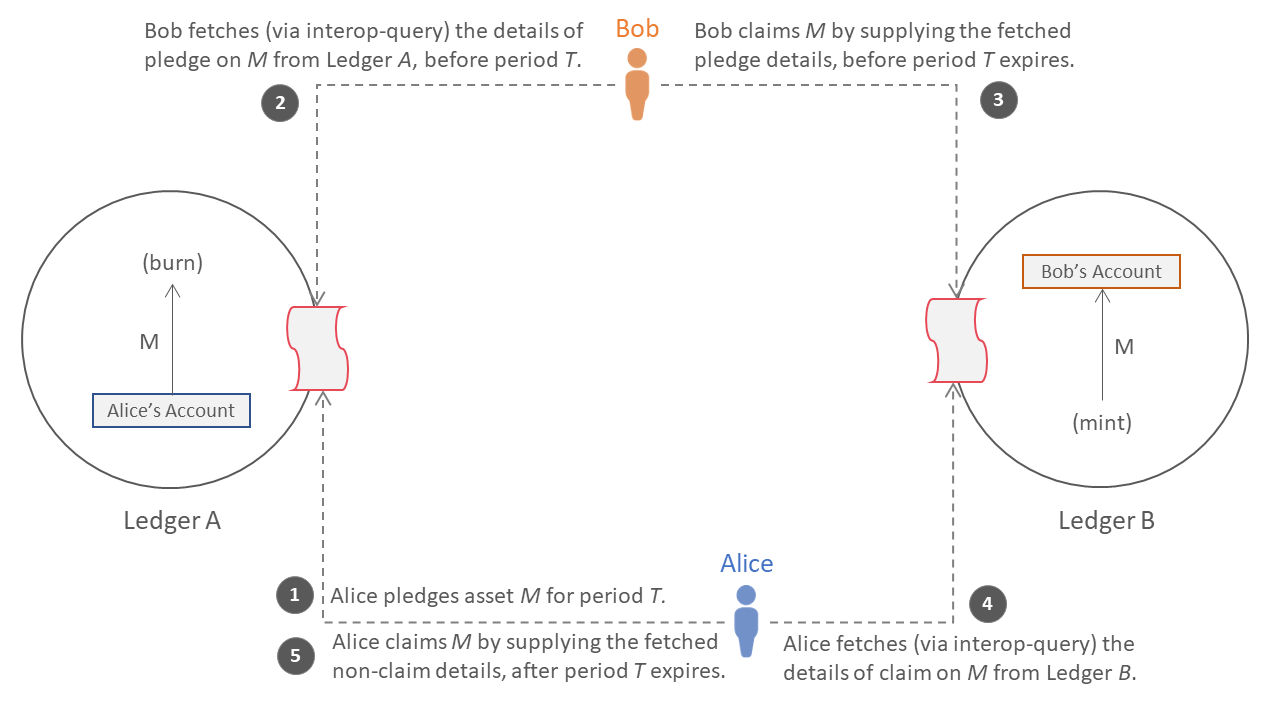 Bob fetches (via interop-query) the details of
pledge on M from Ledger A, before period T.
2
Bob
Bob claims M by supplying the fetched
pledge details, before period T expires.
3
(burn)
M
Alice's Account
Ledger A
Bob's Account
M
(mint)
Ledger B
Alice
1
Alice pledges asset M for period T.
5
Alice claims M by supplying the fetched
non-claim details, after period T expires.
4
Alice fetches (via interop-query) the
details of claim on M from Ledger B.